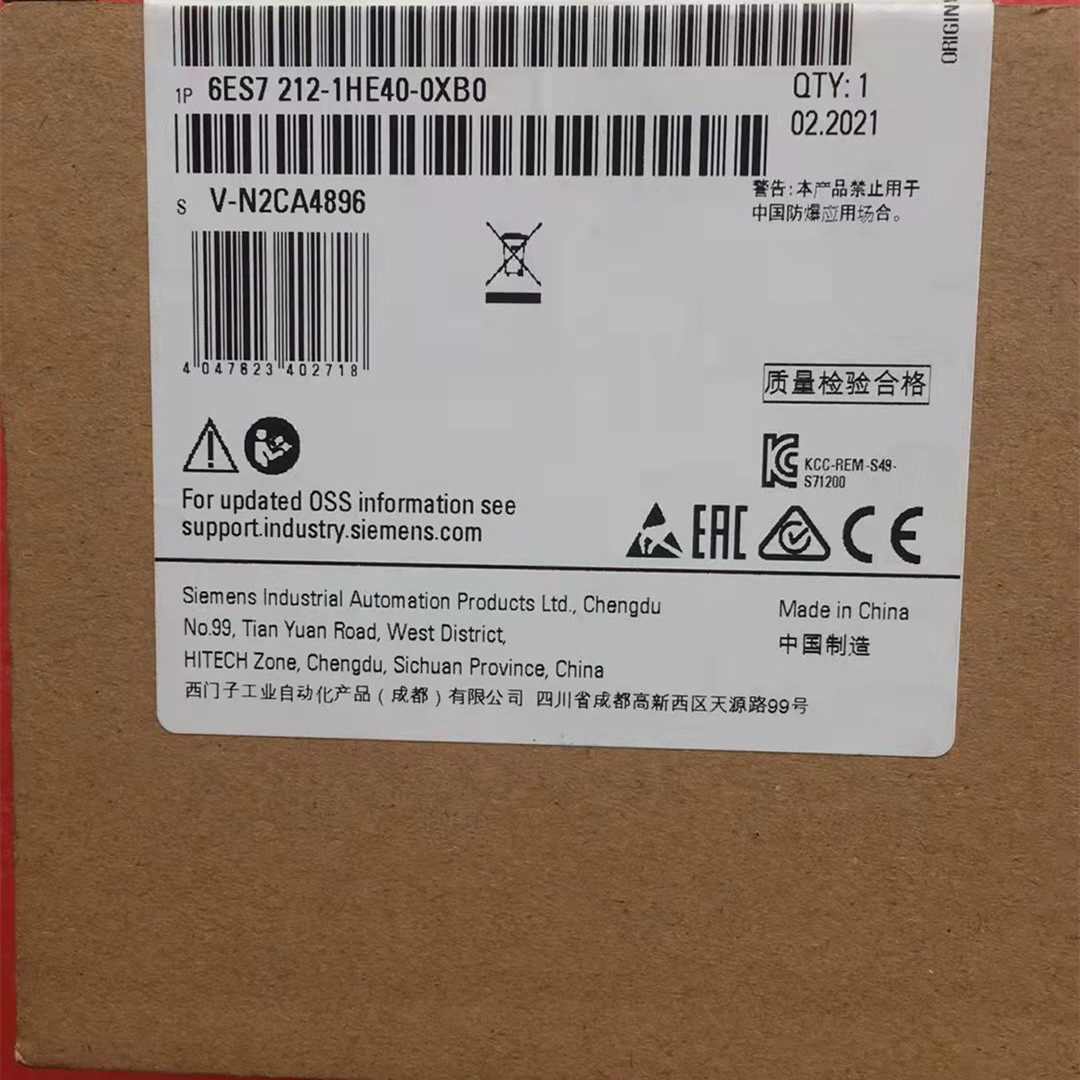 ORIGIN
1P 6ES7 212-1HE40-0XB0
QTY: 1
02.2021
S V-N2CA4896
警告:本产品禁止用于
中国防爆应用场合。
4 047623 402718
质量检验合格
KCC-REM-S49-
S71200
For updated OSS information see
support.industry.siemens.com
EAC
CE
Siemens Industrial Automation Products Ltd., Chengdu
No.99, Tian Yuan Road, West District,
HITECH Zone, Chengdu, Sichuan Province, China
西门子工业自动化产品(成都)有限公司 四川省成都高新西区天源路99号
Made in China
中国制造